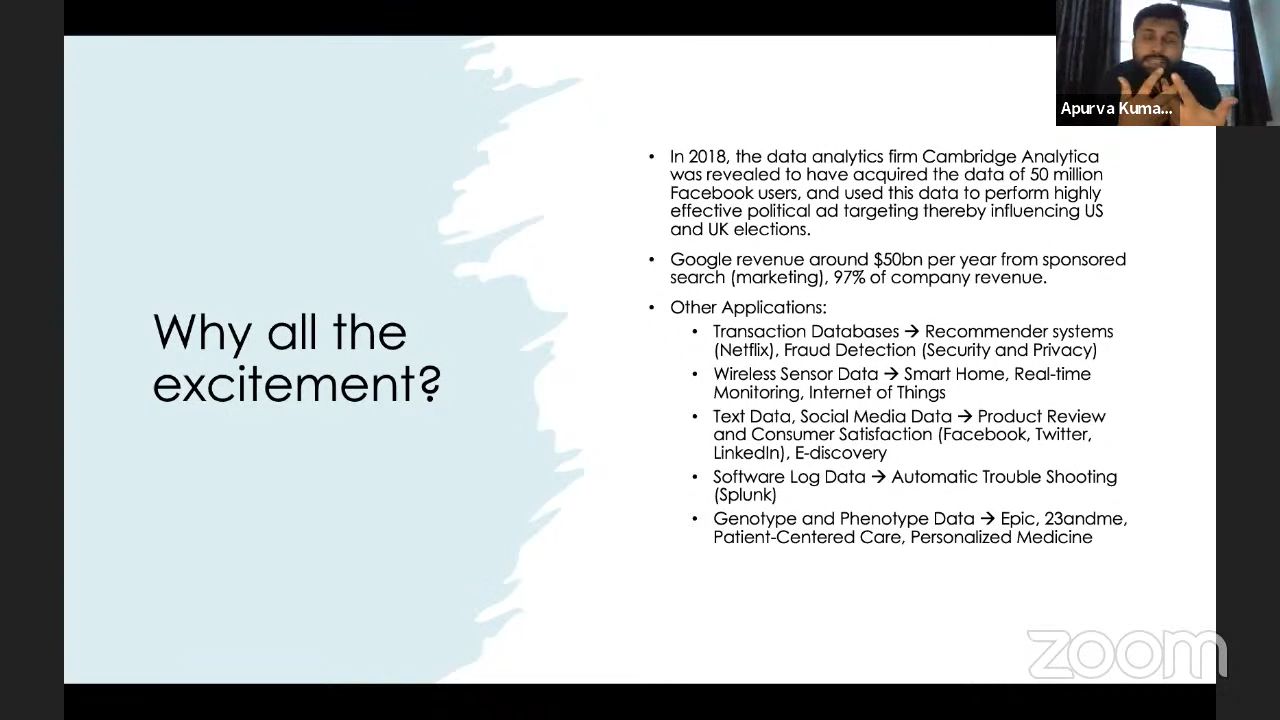 Apurva Kuma...
• In 2018, the data analytics firm Cambridge Analytica
was revealed to have acquired the data of 50 million
Facebook users, and used this data to perform highly
effective political ad targeting thereby influencing US
and UK elections.
• Google revenue around $50bn per year from sponsored
search (marketing), 97% of company revenue.
• Other Applications:
• Transaction Databases → Recommender systems
(Netflix), Fraud Detection (Security and Privacy)
• Wireless Sensor Data → Smart Home, Real-time
Monitoring, Internet of Things
• Text Data, Social Media Data → Product Review
and Consumer Satisfaction (Facebook, Twitter,
LinkedIn), E-discovery
• Software Log Data → Automatic Trouble Shooting
(Splunk)
• Genotype and Phenotype Data → Epic, 23andme,
Patient-Centered Care, Personalized Medicine
Why all the
excitement?
zoom